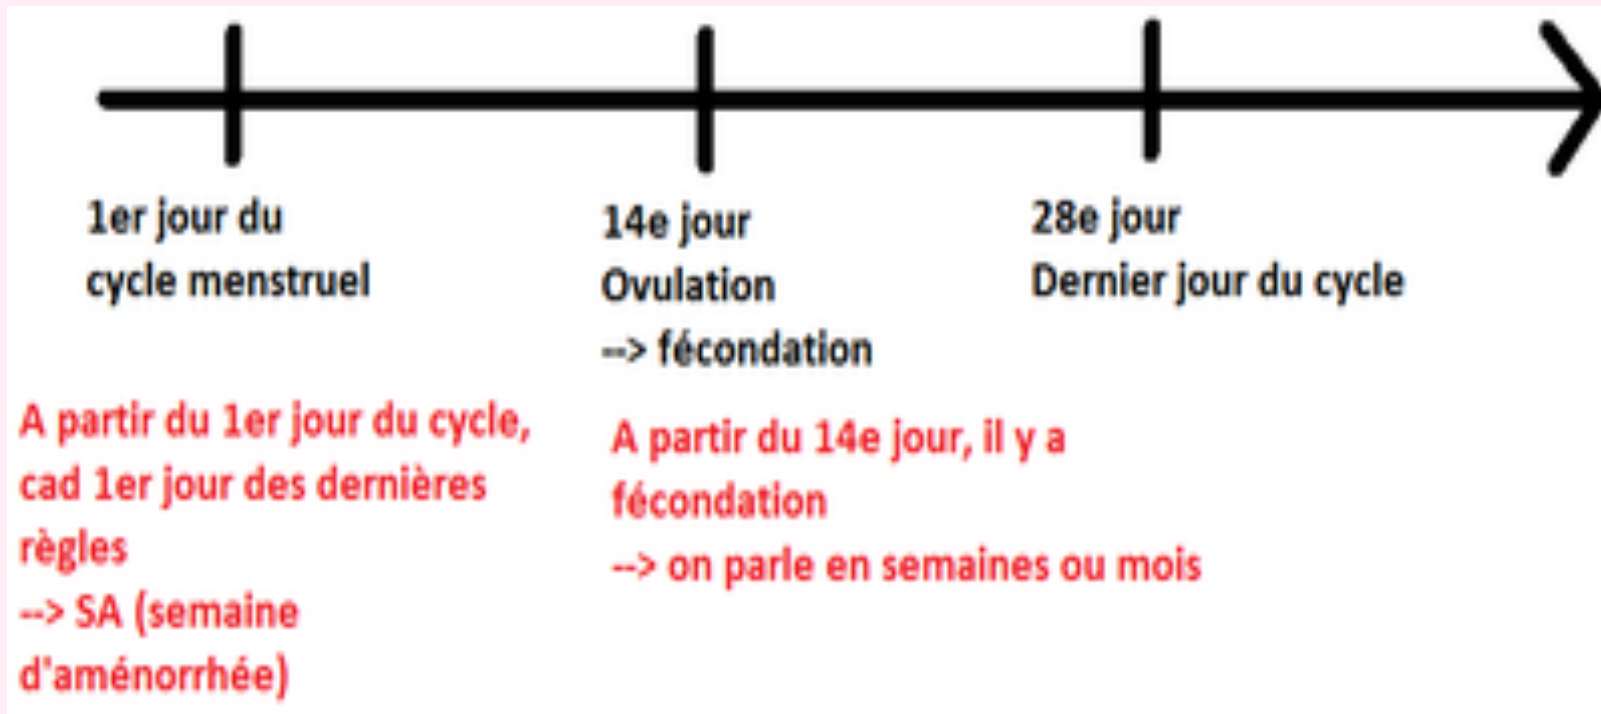 1er jour du
cycle menstruel
14e jour
Ovulation
--> fécondation
28e jour
Dernier jour du cycle
A partir du 1er jour du cycle,
cad 1er jour des dernières
règles
--> SA (semaine
d'aménorrhée)
A partir du 14e jour, il y a
fécondation
--> on parle en semaines ou mois